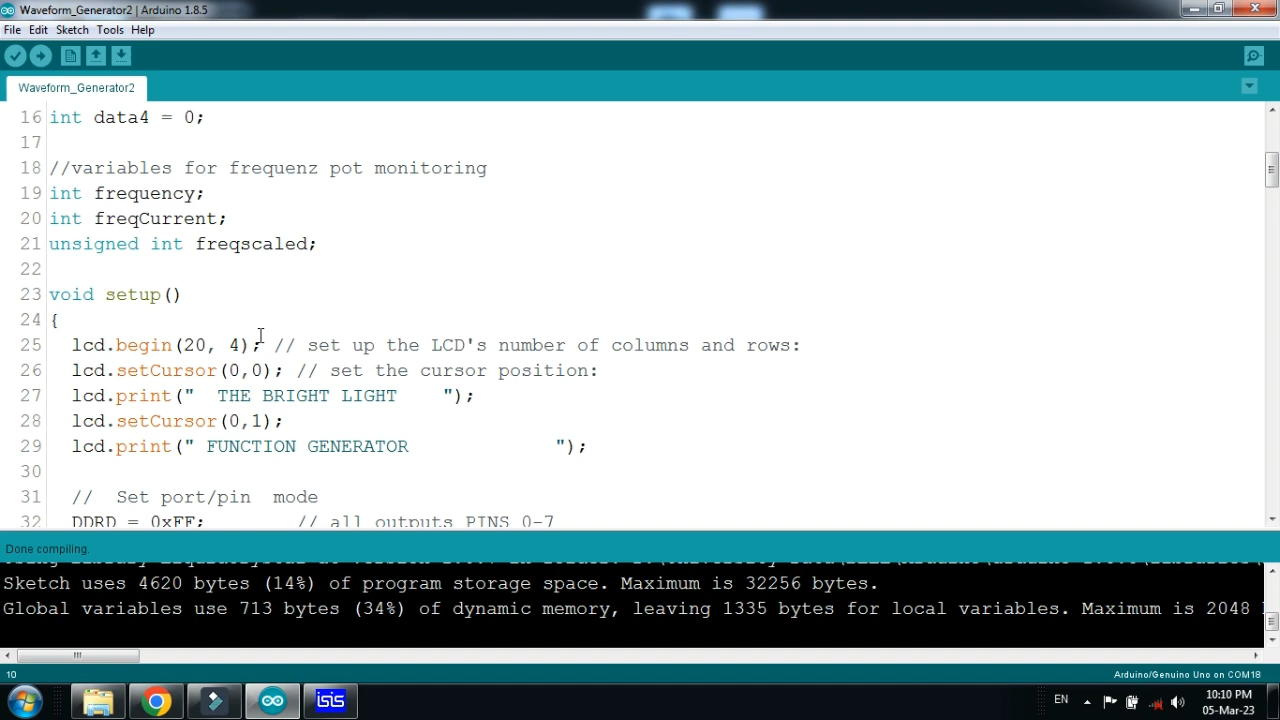 Waveform_Generator2 | Arduino 1.8.5
File Edit Sketch Tools Help
Waveform_Generator2
16 int data4 = 0;
17
18 //variables for frequenz pot monitoring
19 int frequency;
20 int freqCurrent;
21 unsigned int freqscaled;
22
23 void setup()
24 {
25 lcd.begin(20, 4); // set up the LCD's number of columns and rows:
26 lcd.setCursor(0,0); // set the cursor position:
27 lcd.print("  THE BRIGHT LIGHT    ");
28 lcd.setCursor(0,1);
29 lcd.print(" FUNCTION GENERATOR             ");
30
31 //  Set port/pin  mode
32 DDRD = 0xFF;        // all outputs PINS 0-7
Done compiling.
Sketch uses 4620 bytes (14%) of program storage space. Maximum is 32256 bytes.
Global variables use 713 bytes (34%) of dynamic memory, leaving 1335 bytes for local variables. Maximum is 2048
10
Arduino/Genuino Uno on COM18
isis
EN
10:10 PM
05-Mar-23